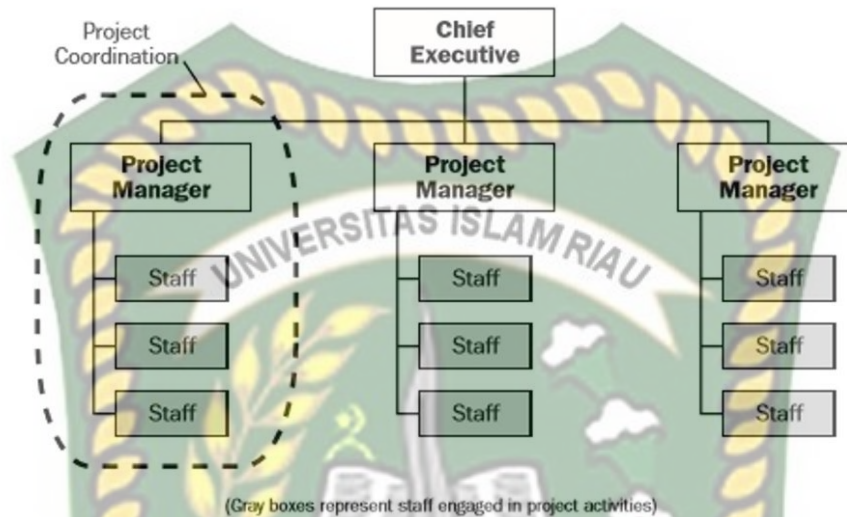 Project
Coordination
Chief
Executive
Project
Manager
Project
Manager
Project
Manager
UNIVERSITAS ISLAM RIAU
Staff
Staff
Staff
Staff
Staff
Staff
Staff
Staff
Staff
(Gray boxes represent staff engaged in project activities)